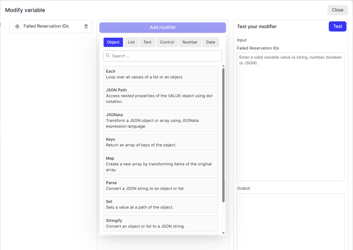 Modify variable
Close
Failed Reservation IDs
Add modifier
Object
List
Text
Control
Number
Date
Search ...
Each
Loop over all values of a list or an object.
JSON Path
Access nested properties of the VALUE object using dot
notation.
JSONata
Transform a JSON object or array using JSONata
expression language.
Keys
Return an array of keys of the object.
Map
Create a new array by transforming items of the original
array.
Parse
Convert a JSON string to an object or list.
Set
Sets a value at a path of the object.
Stringify
Convert an object or list to a JSON string.
Test your modifier
Test
Input
Failed Reservation IDs
Enter a valid variable value (a string, number, boolean
or JSON)
Output